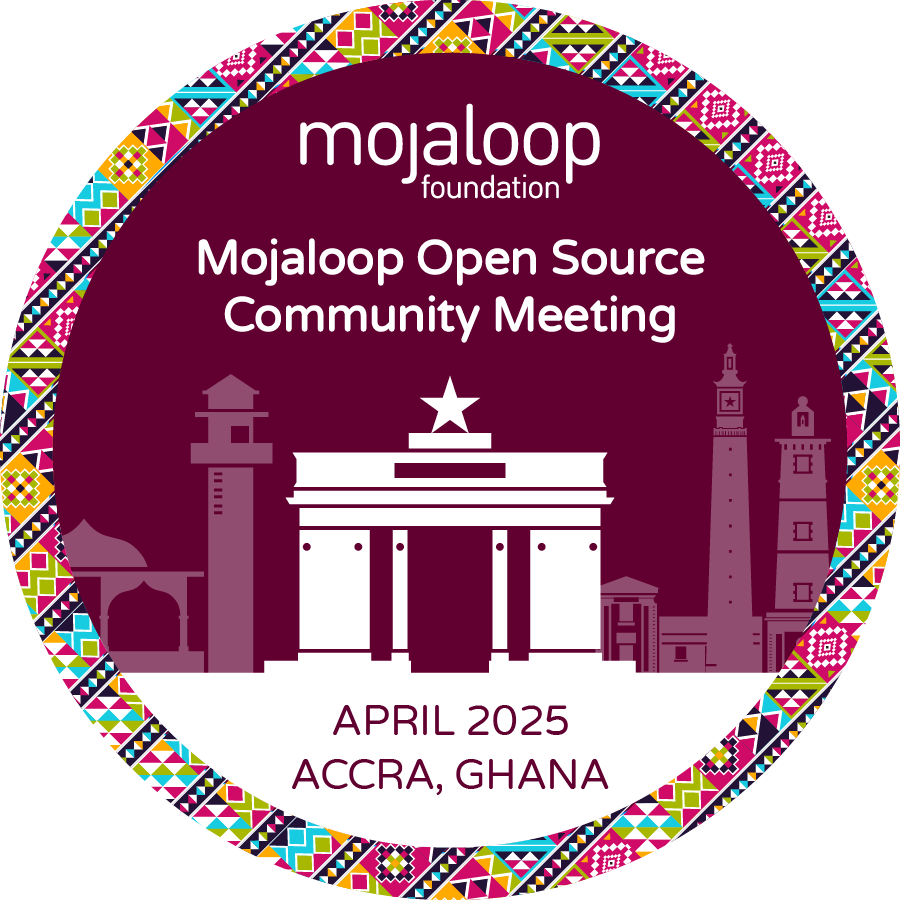 mojaloop
foundation
Mojaloop Open Source
Community Meeting
APRIL 2025
ACCRA, GHANA